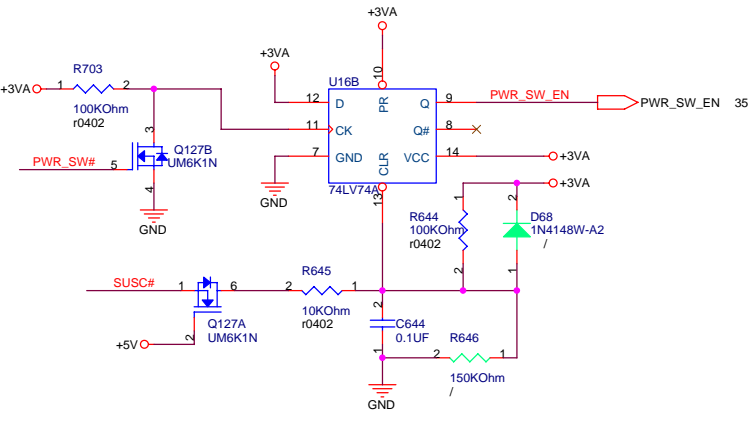 +3VA
+3VA
R703
U16B
+3VA
1
2
10
100KOhm
r0402
12
D
PR
Q
9
PWR_SW_EN
PWR_SW_EN 35
3
11
CK
Q#
8
Q127B
UM6K1N
PWR_SW#
5
7
GND
CLR
VCC
14
+3VA
4
74LV74A
GND
GND
13
+3VA
1
2
R644
100KOhm
r0402
D68
1N4148W-A2
/
2
1
R645
SUSC#
1
6
2
1
10KOhm
r0402
2
Q127A
UM6K1N
2
C644
0.1UF
1
+5V
R646
2
1
150KOhm
/
GND